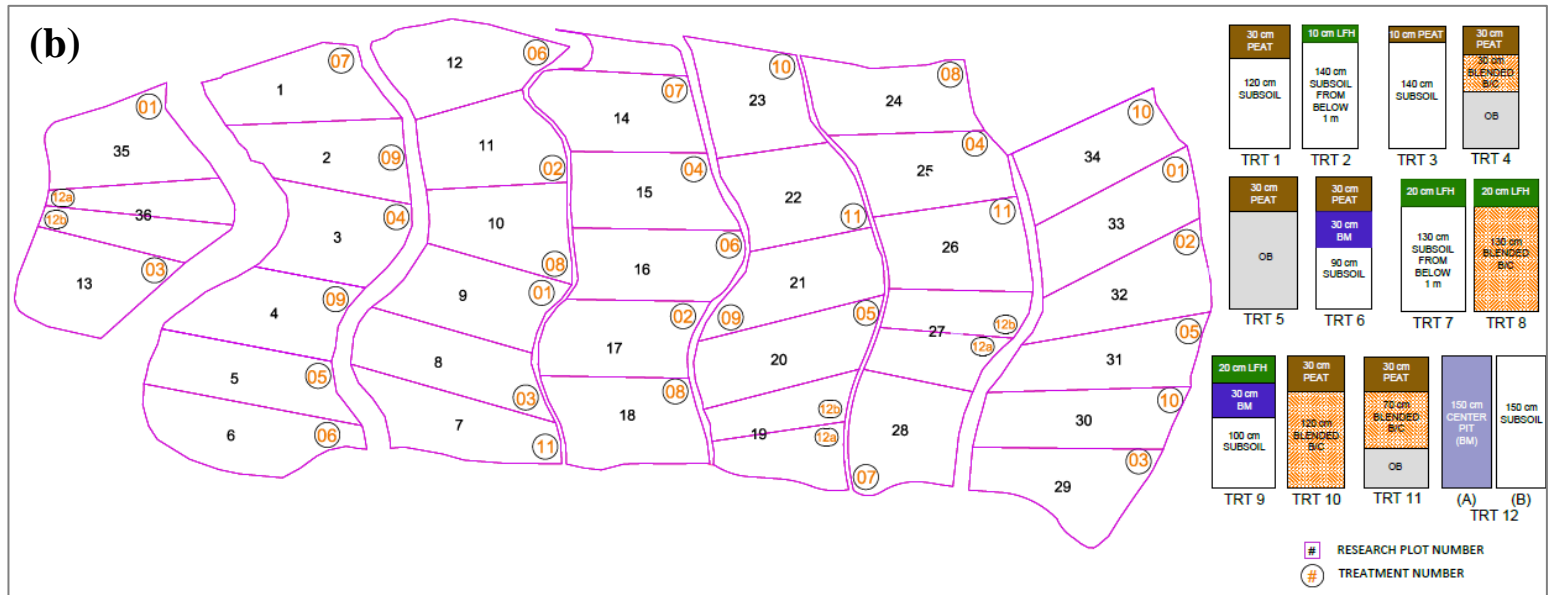 (b)
01
35
12a
36
12b
13
03
07
1
2
09
3
04
4
09
5
05
6
06
12
06
11
02
10
08
9
01
8
03
7
11
14
07
15
04
16
06
17
02
18
08
10
23
22
11
21
09
05
20
12b
19
12a
07
08
24
04
25
11
26
27
12b
12a
28
10
34
01
33
02
32
05
31
10
30
03
29
30 cm
PEAT
120 cm
SUBSOIL
TRT 1
10 cm LFH
140 cm
SUBSOIL
FROM
BELOW
1 m
TRT 2
10 cm PEAT
140 cm
SUBSOIL
TRT 3
30 cm
PEAT
30 cm
BLENDED
B/C
OB
TRT 4
30 cm
PEAT
OB
TRT 5
30 cm
PEAT
30 cm
BM
90 cm
SUBSOIL
TRT 6
20 cm LFH
130 cm
SUBSOIL
FROM
BELOW
1 m
TRT 7
20 cm LFH
130 cm
BLENDED
B/C
TRT 8
20 cm LFH
30 cm
BM
100 cm
SUBSOIL
TRT 9
30 cm
PEAT
120 cm
BLENDED
B/C
TRT 10
30 cm
PEAT
70 cm
BLENDED
B/C
OB
TRT 11
150 cm
CENTER
PIT
(BM)
(A)
150 cm
SUBSOIL
(B)
TRT 12
# RESEARCH PLOT NUMBER
# TREATMENT NUMBER